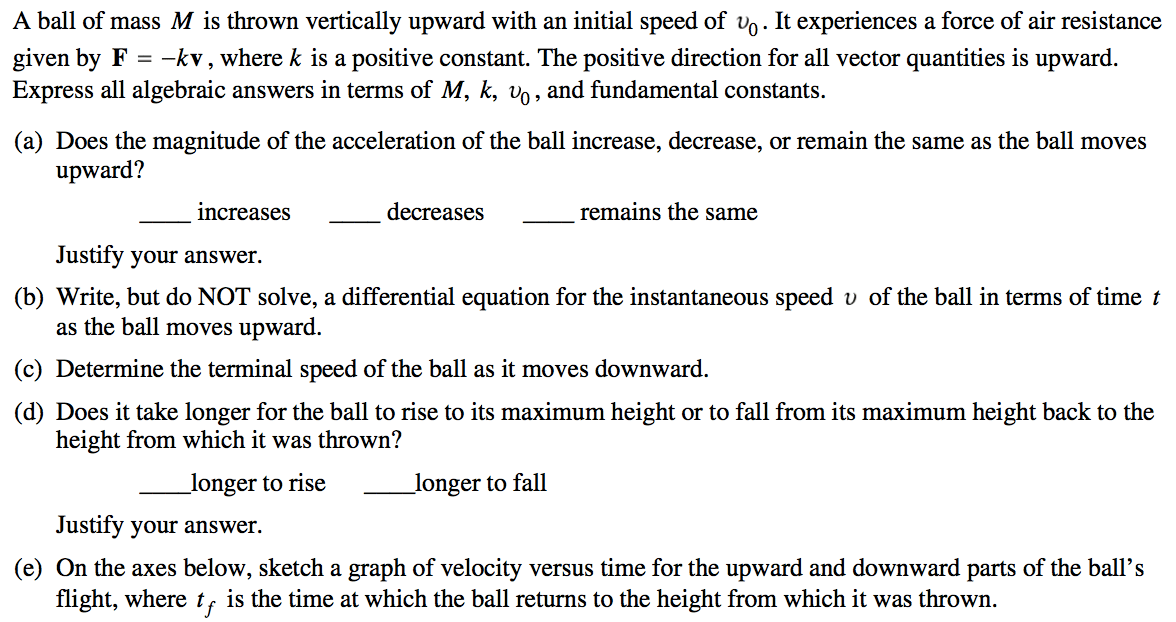 A ball of mass M is thrown vertically upward with an initial speed of υ₀. It experiences a force of air resistance
given by F = −kv, where k is a positive constant. The positive direction for all vector quantities is upward.
Express all algebraic answers in terms of M, k, υ₀, and fundamental constants.
(a) Does the magnitude of the acceleration of the ball increase, decrease, or remain the same as the ball moves
upward?
____ increases ____ decreases ____ remains the same
Justify your answer.
(b) Write, but do NOT solve, a differential equation for the instantaneous speed υ of the ball in terms of time t
as the ball moves upward.
(c) Determine the terminal speed of the ball as it moves downward.
(d) Does it take longer for the ball to rise to its maximum height or to fall from its maximum height back to the
height from which it was thrown?
____longer to rise ____longer to fall
Justify your answer.
(e) On the axes below, sketch a graph of velocity versus time for the upward and downward parts of the ball’s
flight, where t_f is the time at which the ball returns to the height from which it was thrown.